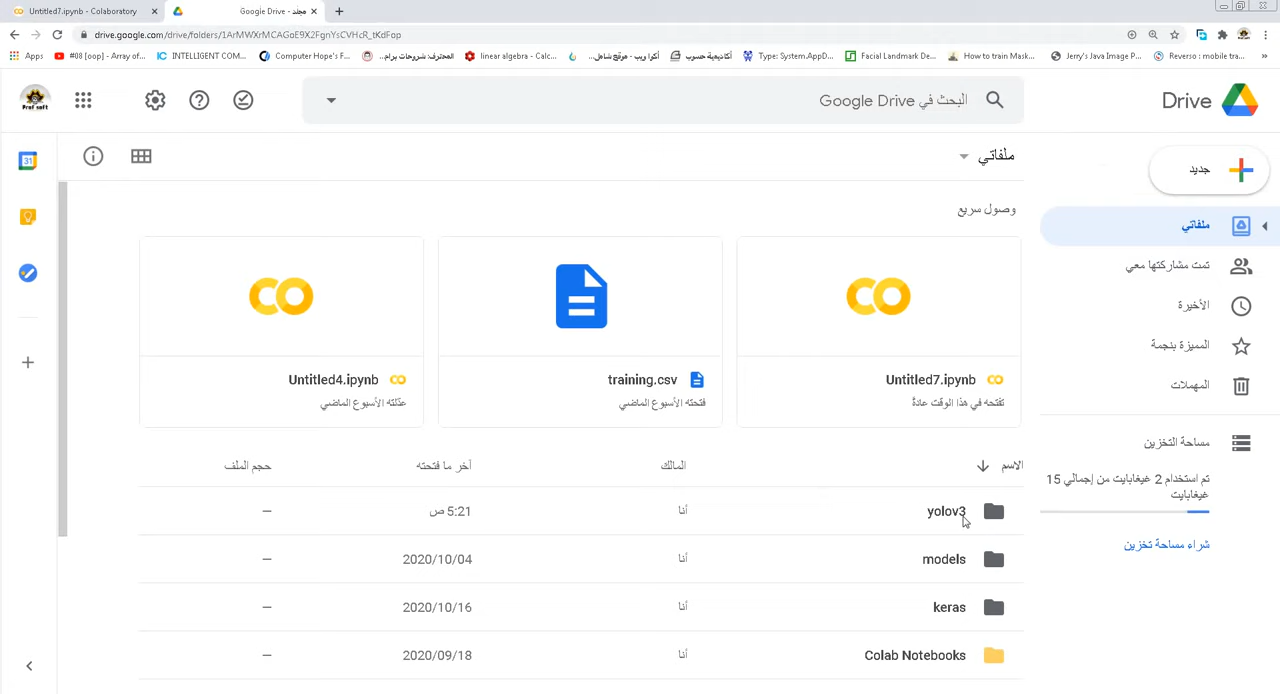 Untitled7.ipynb - Colaboratory
مجلد - Google Drive
drive.google.com/drive/folders/
Apps
#08 [oop] - Array of...
INTELLIGENT COM...
Computer Hope's F...
المحترف: شروحات برام...
linear algebra - Calc...
أكرا ويب - موقع شامل...
أكاديمية حسوب
Type: System.AppD...
Facial Landmark De...
How to train Mask...
Jerry's Java Image P...
Reverso : mobile tra...
Prof soft
البحث في Google Drive
Drive
31
ملفاتي
جديد
وصول سريع
ملفاتي
تمت مشاركتها معي
الأخيرة
المميزة بنجمة
المهملات
مساحة التخزين
تم استخدام 2 غيغابايت من إجمالي 15
غيغابايت
شراء مساحة تخزين
Untitled7.ipynb
تفتحه في هذا الوقت عادةً
training.csv
فتحته الأسبوع الماضي
Untitled4.ipynb
عدّلته الأسبوع الماضي
الاسم المالك آخر ما فتحته حجم الملف
yolov3 أنا 5:21 ص —
models أنا 2020/10/04 —
keras أنا 2020/10/16 —
Colab Notebooks أنا 2020/09/18 —